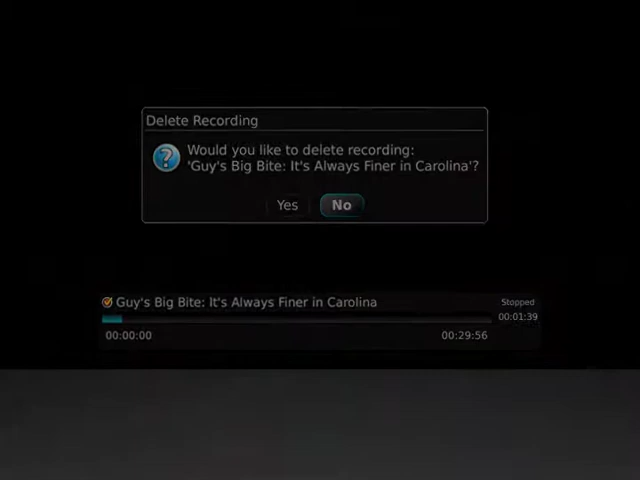 Delete Recording
Would you like to delete recording:
'Guy's Big Bite: It's Always Finer in Carolina'?
Yes No
Guy's Big Bite: It's Always Finer in Carolina Stopped
00:01:39
00:00:00 00:29:56